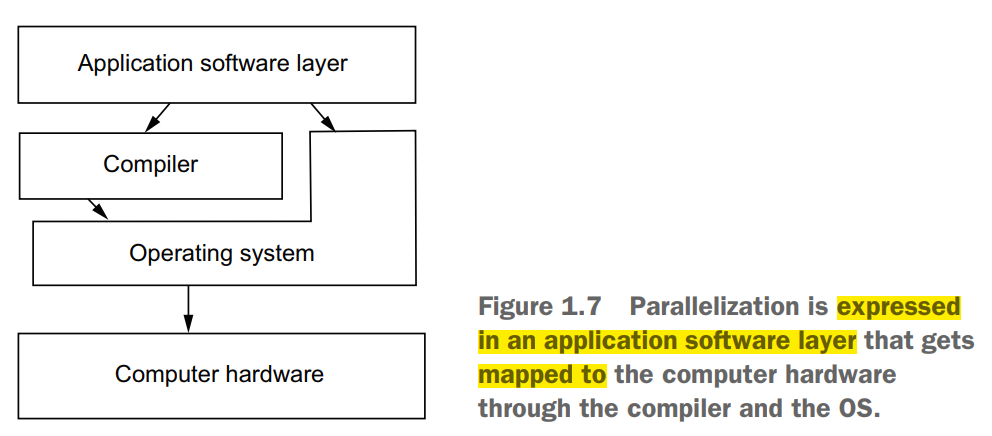 Application software layer
Compiler
Operating system
Computer hardware
Figure 1.7 Parallelization is expressed
in an application software layer that gets
mapped to the computer hardware
through the compiler and the OS.